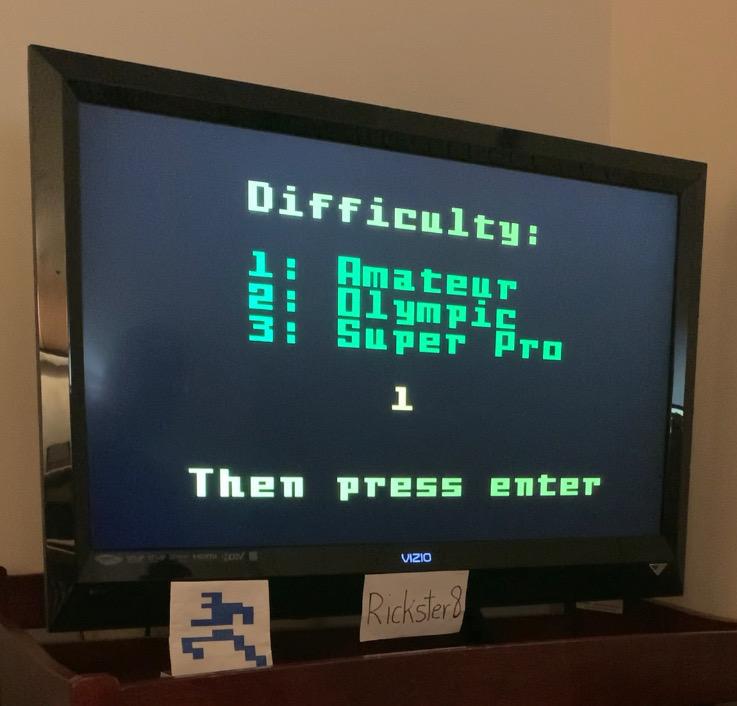 Difficulty:
1: Amateur
2: Olympic
3: Super Pro
1
Then press enter
VIZIO
Rickster8